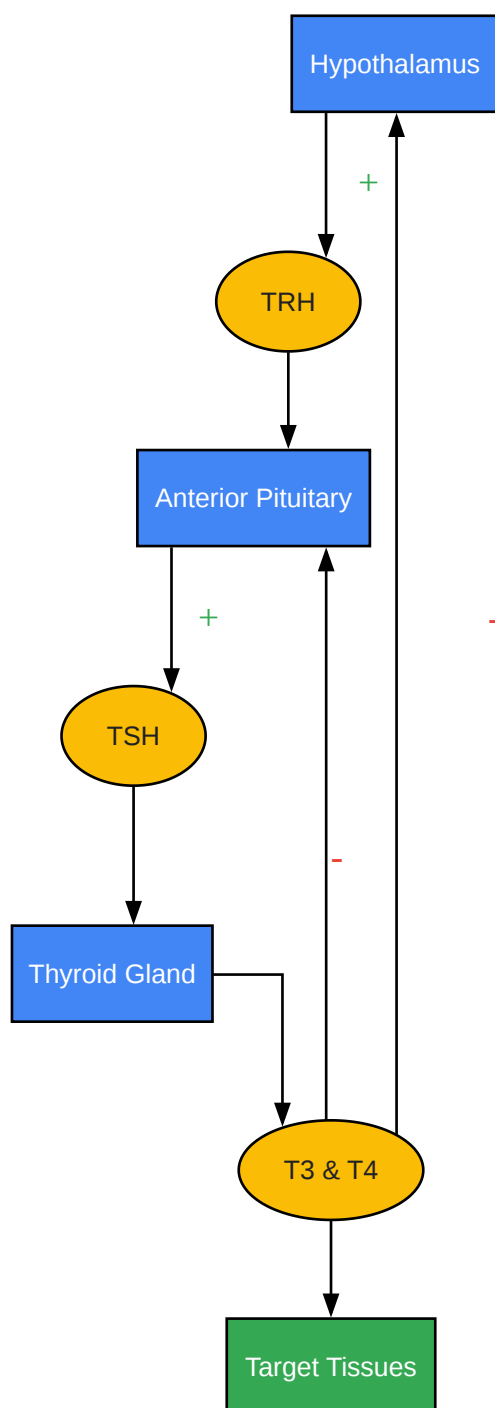 Hypothalamus
+
TRH
Anterior Pituitary
+
-
TSH
-
Thyroid Gland
T3 & T4
Target Tissues